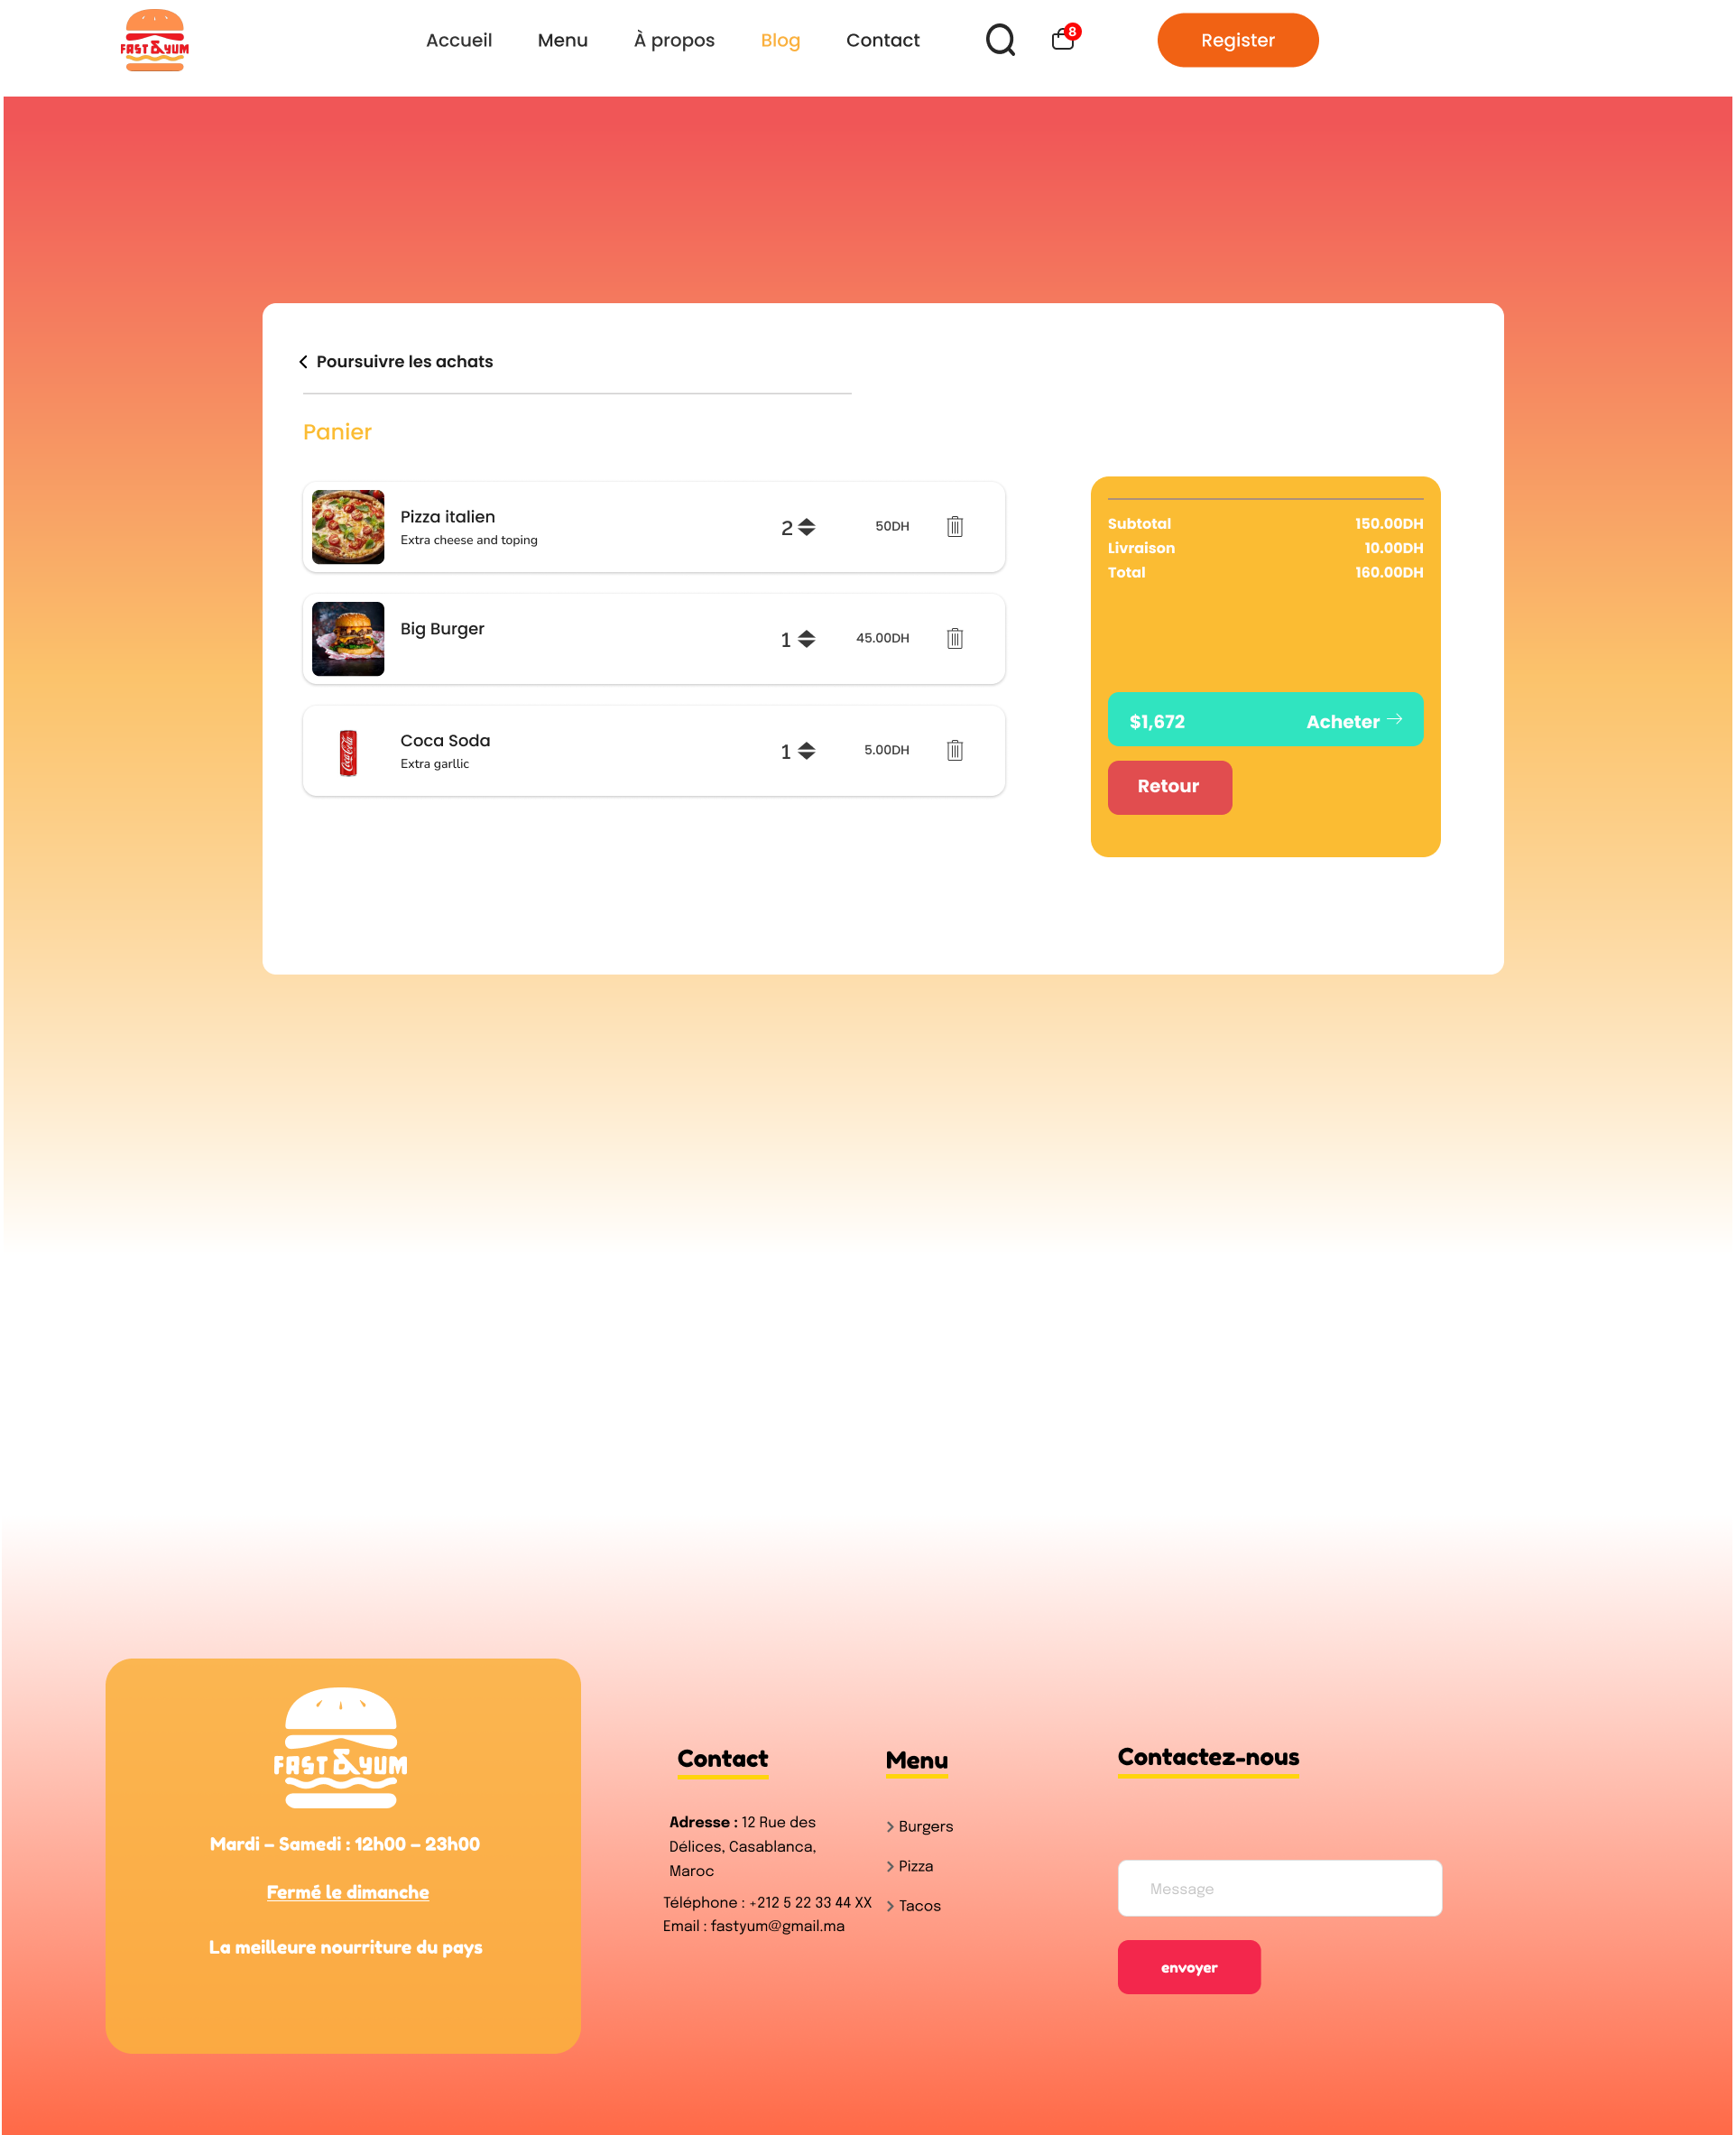 FAST & YUM
Accueil
Menu
À propos
Blog
Contact
8
Register
Poursuivre les achats
Panier
Pizza italien
Extra cheese and toping
2
50DH
Big Burger
1
45.00DH
Coca-Cola
Coca Soda
Extra garllic
1
5.00DH
Subtotal 150.00DH
Livraison 10.00DH
Total 160.00DH
$1,672 Acheter
Retour
FAST & YUM
Mardi – Samedi : 12h00 – 23h00
Fermé le dimanche
La meilleure nourriture du pays
Contact
Adresse : 12 Rue des
Délices, Casablanca,
Maroc
Téléphone : +212 5 22 33 44 XX
Email : fastyum@gmail.ma
Menu
Burgers
Pizza
Tacos
Contactez-nous
Message
envoyer